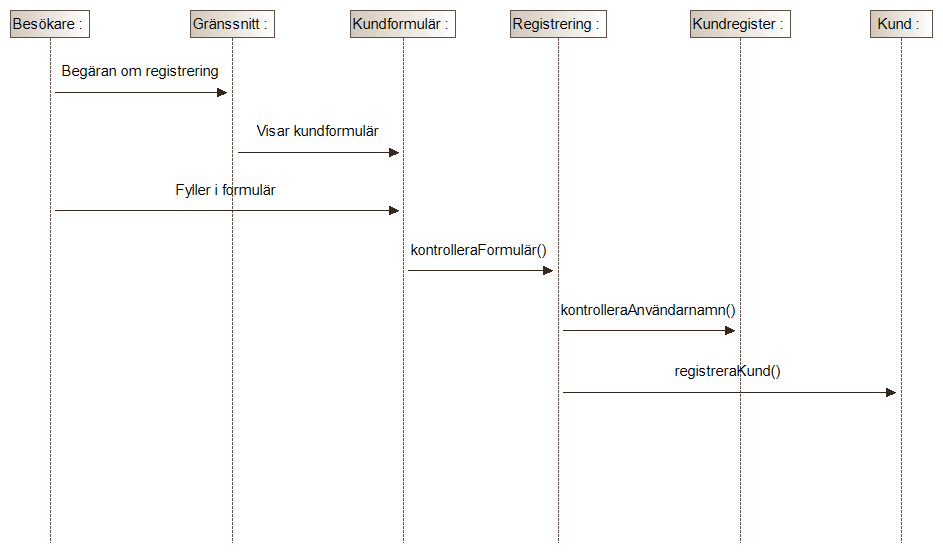 Besökare :
Gränssnitt :
Kundformulär :
Registrering :
Kundregister :
Kund :
Begäran om registrering
Visar kundformulär
Fyller i formulär
kontrolleraFormulär()
kontrolleraAnvändarnamn()
registreraKund()